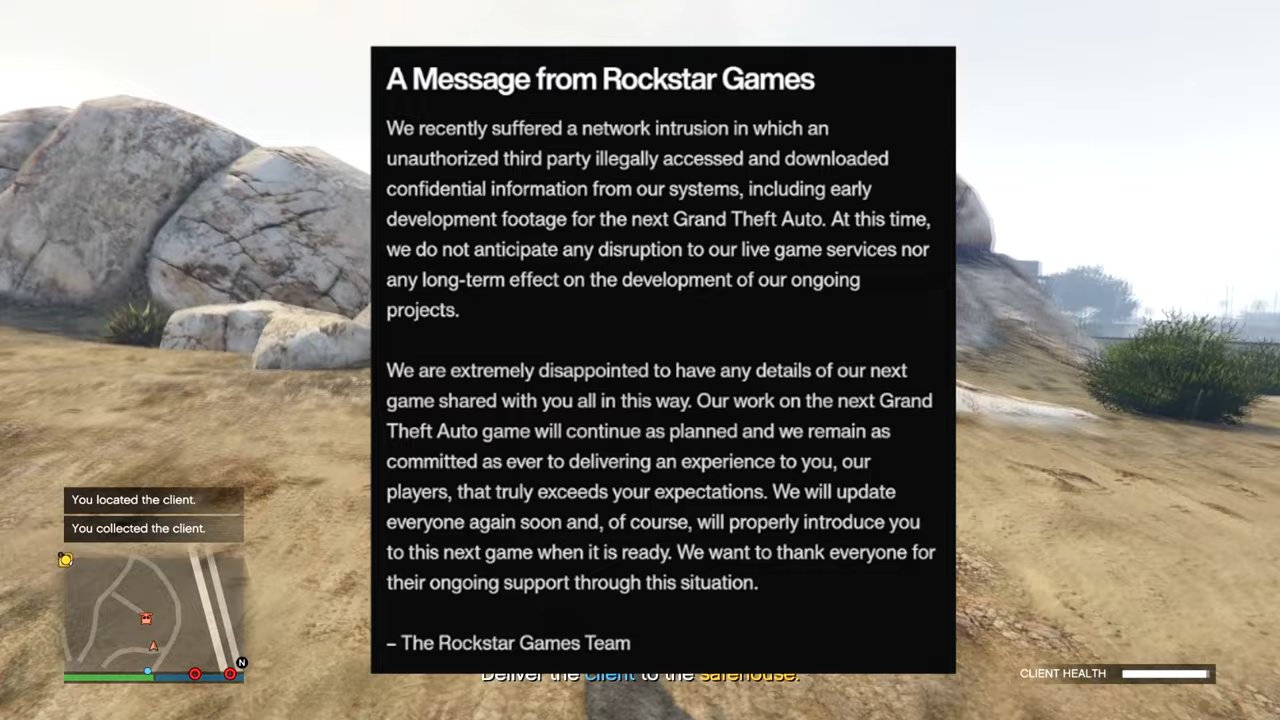 A Message from Rockstar Games
We recently suffered a network intrusion in which an
unauthorized third party illegally accessed and downloaded
confidential information from our systems, including early
development footage for the next Grand Theft Auto. At this time,
we do not anticipate any disruption to our live game services nor
any long-term effect on the development of our ongoing
projects.
We are extremely disappointed to have any details of our next
game shared with you all in this way. Our work on the next Grand
Theft Auto game will continue as planned and we remain as
committed as ever to delivering an experience to you, our
players, that truly exceeds your expectations. We will update
everyone again soon and, of course, will properly introduce you
to this next game when it is ready. We want to thank everyone for
their ongoing support through this situation.
– The Rockstar Games Team
You located the client.
You collected the client.
N
Deliver the client to the safehouse.
CLIENT HEALTH